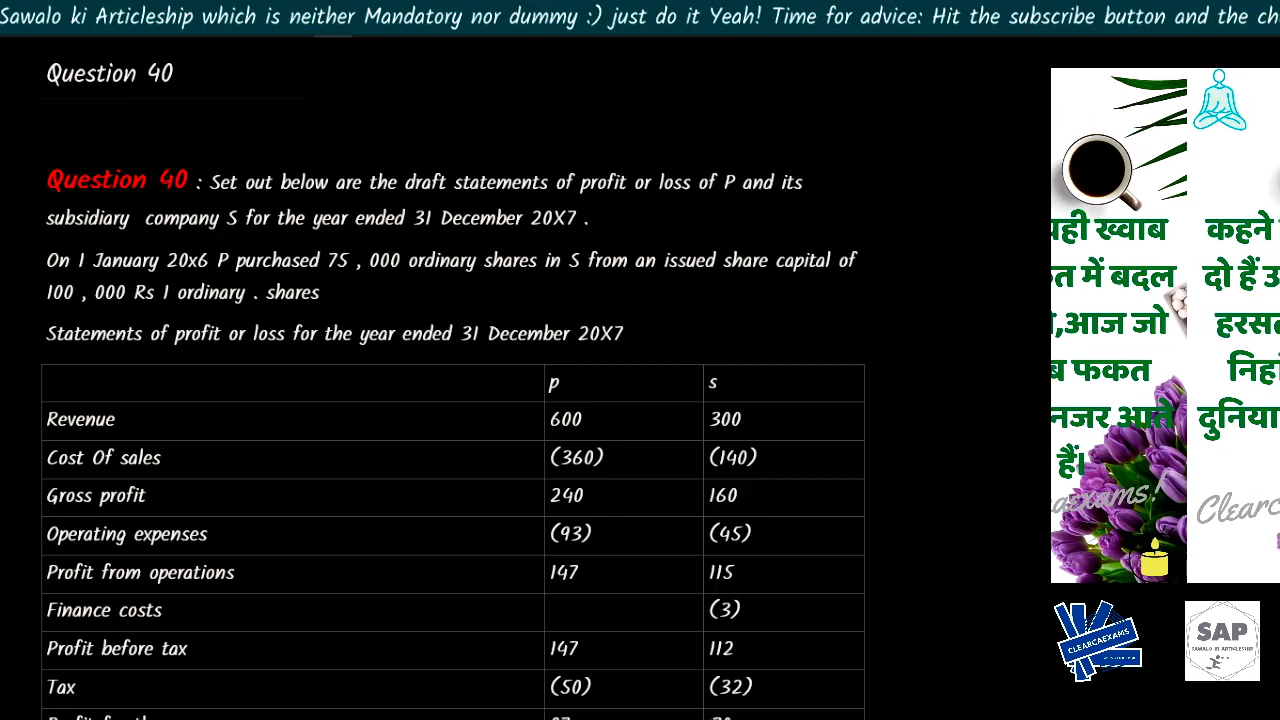 Sawalo ki Articleship which is neither Mandatory nor dummy :) just do it Yeah! Time for advice: Hit the subscribe button and the ch
Question 40
Question 40 : Set out below are the draft statements of profit or loss of P and its
subsidiary company S for the year ended 31 December 20X7 .
On 1 January 20x6 P purchased 75 , 000 ordinary shares in S from an issued share capital of
100 , 000 Rs 1 ordinary . shares
Statements of profit or loss for the year ended 31 December 20X7
p s
Revenue 600 300
Cost Of sales (360) (140)
Gross profit 240 160
Operating expenses (93) (45)
Profit from operations 147 115
Finance costs (3)
Profit before tax 147 112
Tax (50) (32)
यही ख्वाब
त में बदल
,आज जो
ब फकत
नजर आते
हैं।
caexams!
कहने
दो हैं
हरस
निह
दुनिया
Clearc
CLEARCAEXAMS
SAP
SAWALO KI ARTICLESHIP